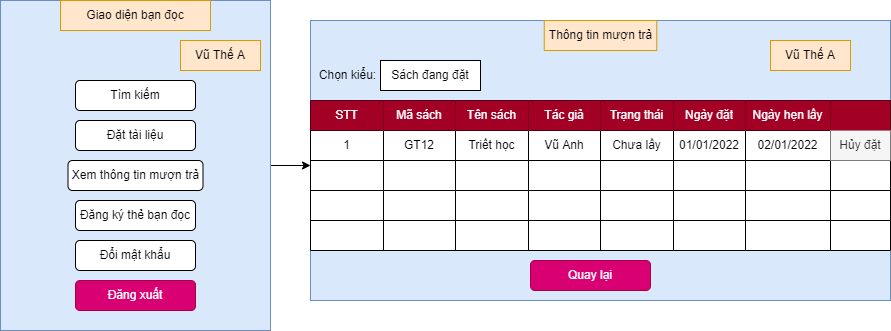 Giao diện bạn đọc
Vũ Thế A
Tìm kiếm
Đặt tài liệu
Xem thông tin mượn trả
Đăng ký thẻ bạn đọc
Đổi mật khẩu
Đăng xuất
Thông tin mượn trả
Vũ Thế A
Chọn kiểu: Sách đang đặt
STT Mã sách Tên sách Tác giả Trạng thái Ngày đặt Ngày hẹn lấy
1 GT12 Triết học Vũ Anh Chưa lấy 01/01/2022 02/01/2022 Hủy đặt
Quay lại